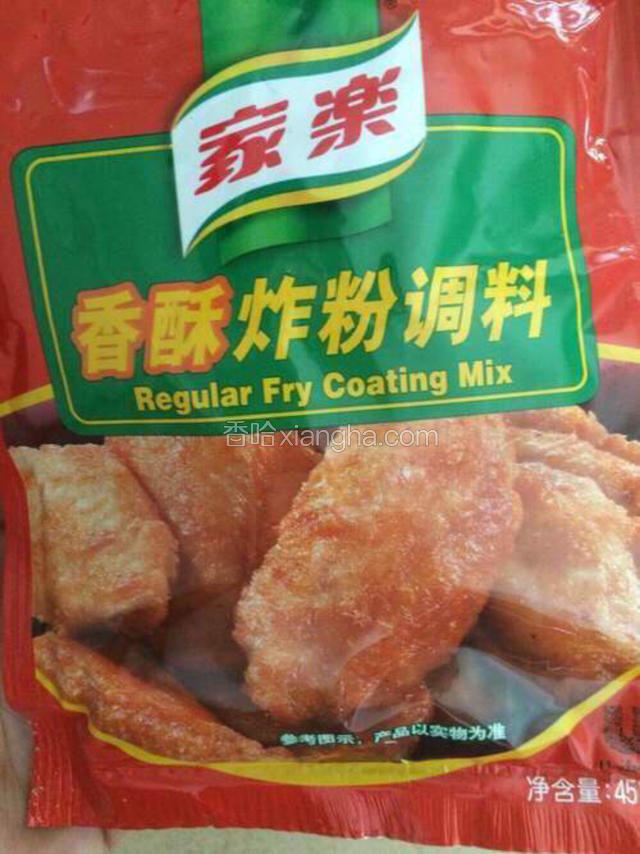 家楽
香酥炸粉调料
Regular Fry Coating Mix
香哈xiangha.com
参考图示，产品以实物为准
净含量:45